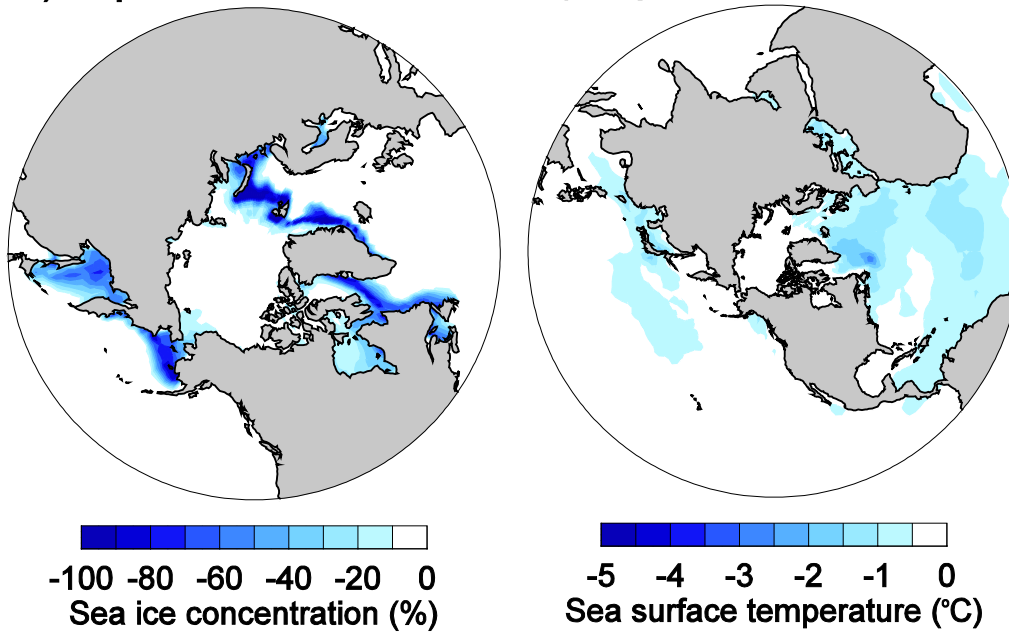 -100 -80 -60 -40 -20 0
Sea ice concentration (%)
-5 -4 -3 -2 -1 0
Sea surface temperature (°C)